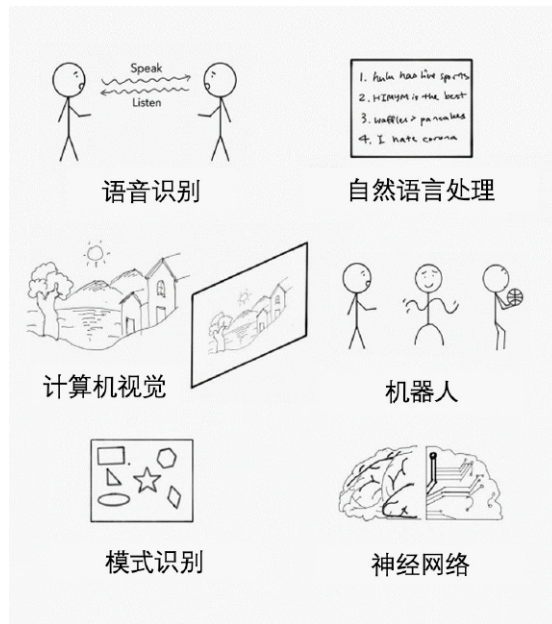 Speak
Listen
语音识别
1. hulu has live sports
2. HIMYM is the best
3. waffles > pancakes
4. I hate corona
自然语言处理
计算机视觉
机器人
模式识别
神经网络